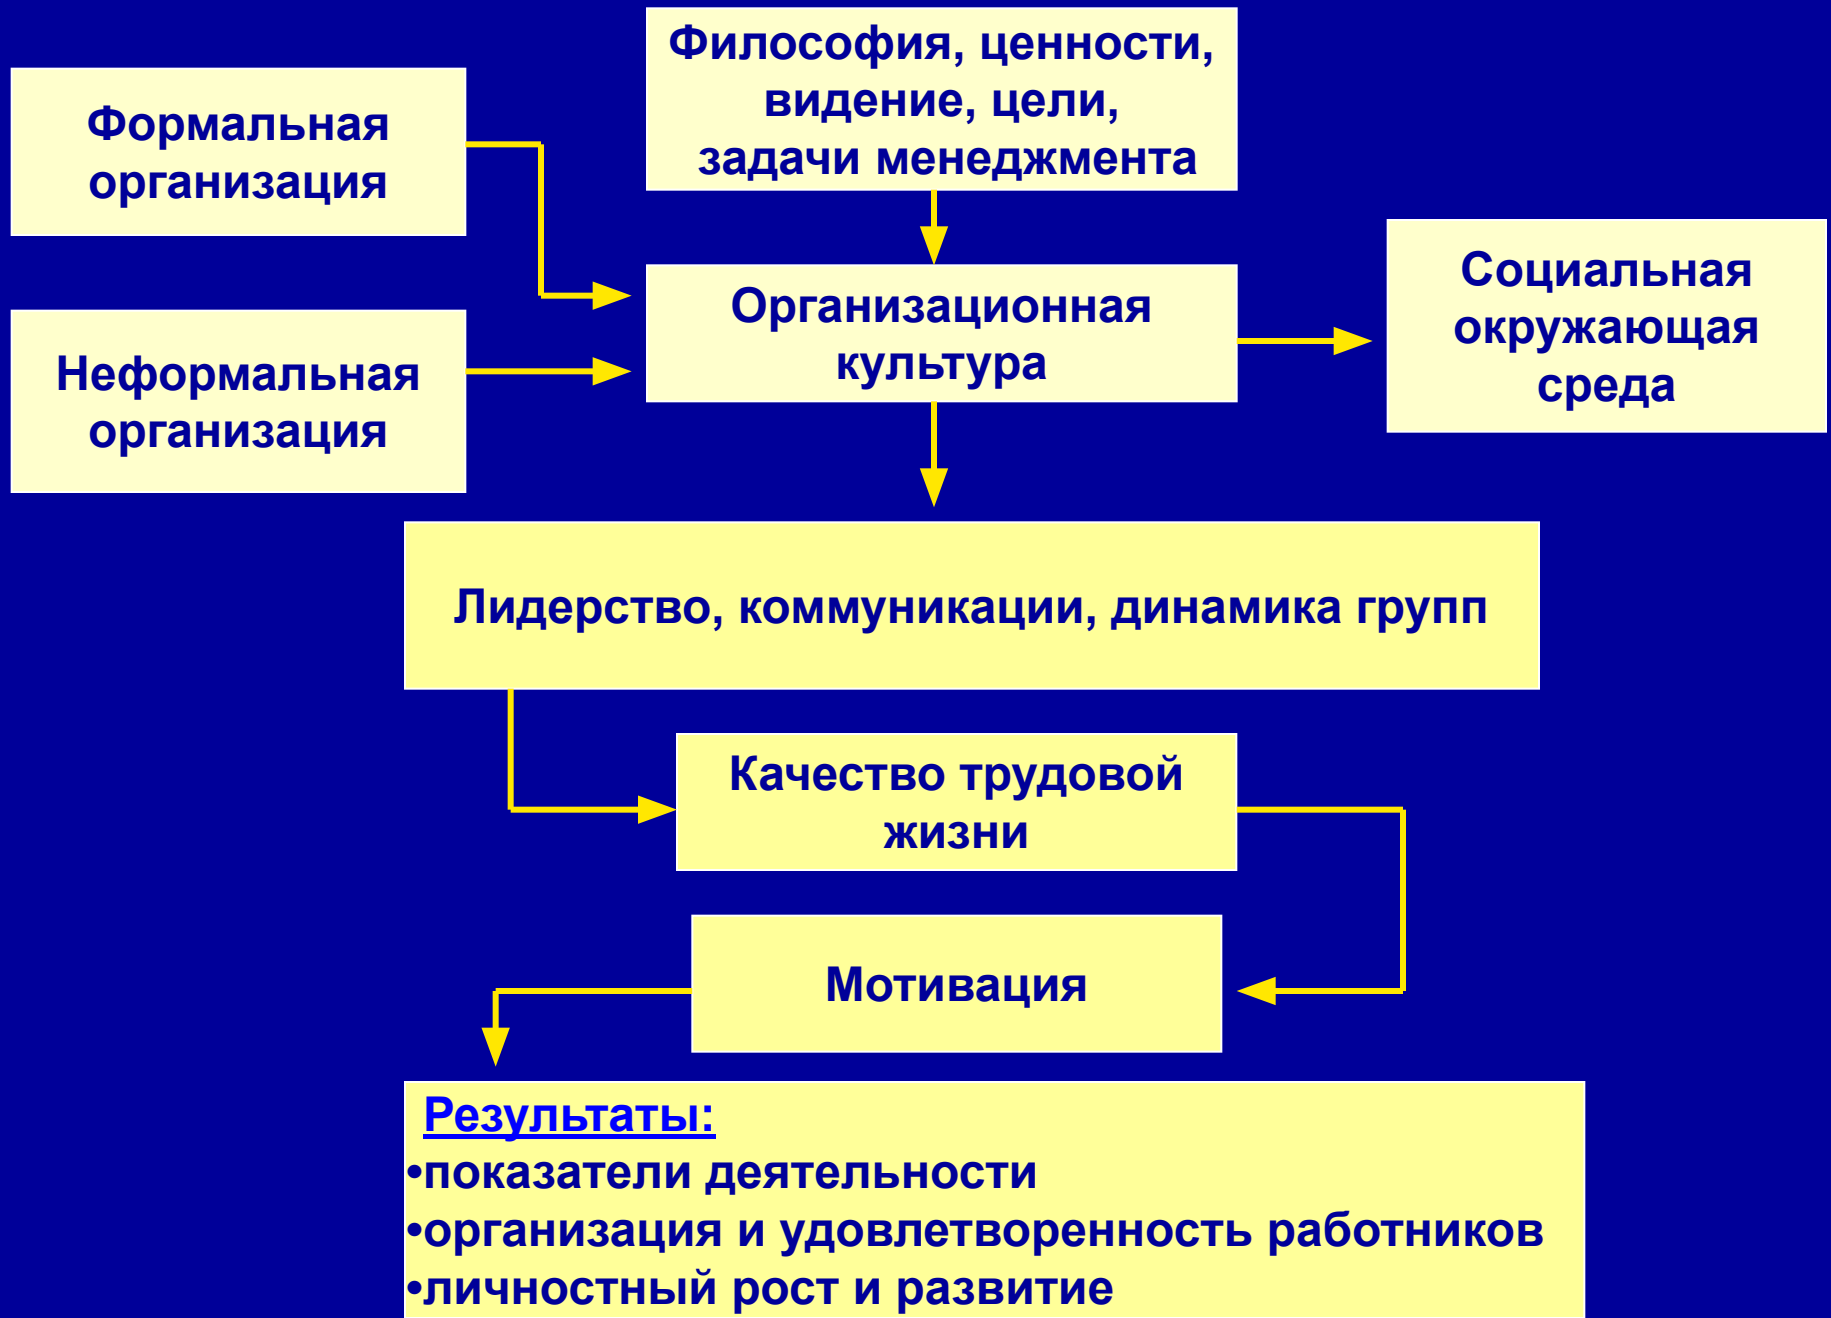 Философия, ценности,
видение, цели,
задачи менеджмента
Формальная
организация
Неформальная
организация
Организационная
культура
Социальная
окружающая
среда
Лидерство, коммуникации, динамика групп
Качество трудовой
жизни
Мотивация
Результаты:
•показатели деятельности
•организация и удовлетворенность работников
•личностный рост и развитие